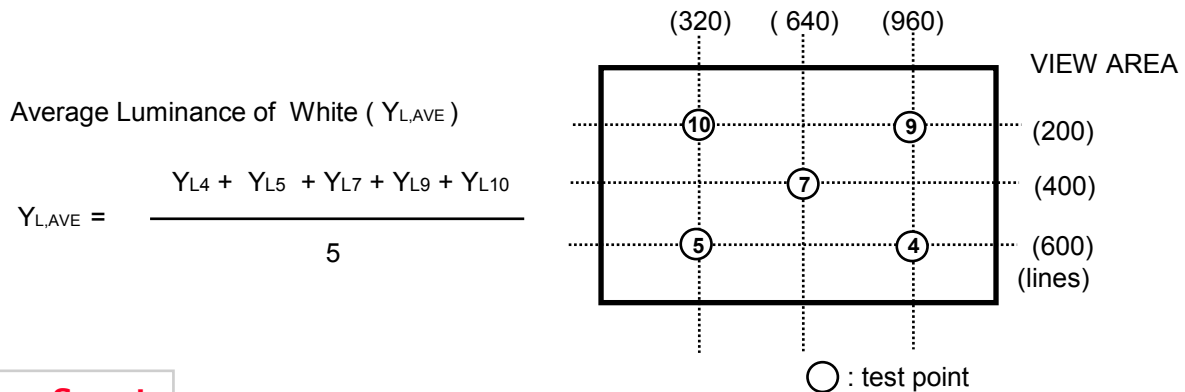 (320) ( 640) (960)
VIEW AREA
Average Luminance of White ( YL,AVE )
10 9 (200)
YL4 + YL5 + YL7 + YL9 + YL10
7 (400)
YL,AVE =
5
5 4 (600)
(lines)
: test point